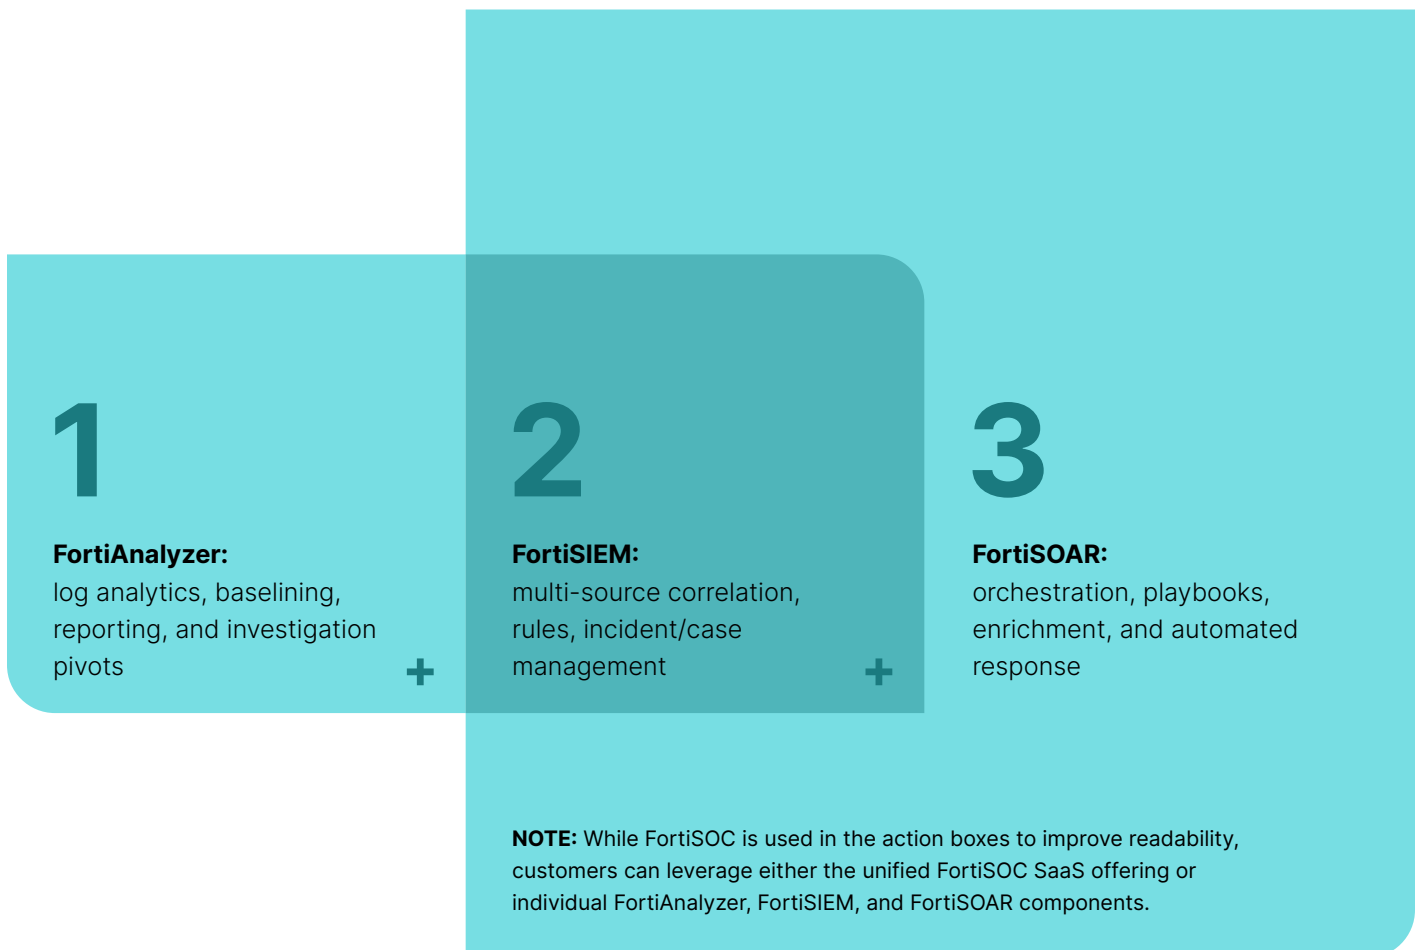 1
FortiAnalyzer:
log analytics, baselining,
reporting, and investigation
pivots
+
2
FortiSIEM:
multi-source correlation,
rules, incident/case
management
+
3
FortiSOAR:
orchestration, playbooks,
enrichment, and automated
response
NOTE: While FortiSOC is used in the action boxes to improve readability,
customers can leverage either the unified FortiSOC SaaS offering or
individual FortiAnalyzer, FortiSIEM, and FortiSOAR components.